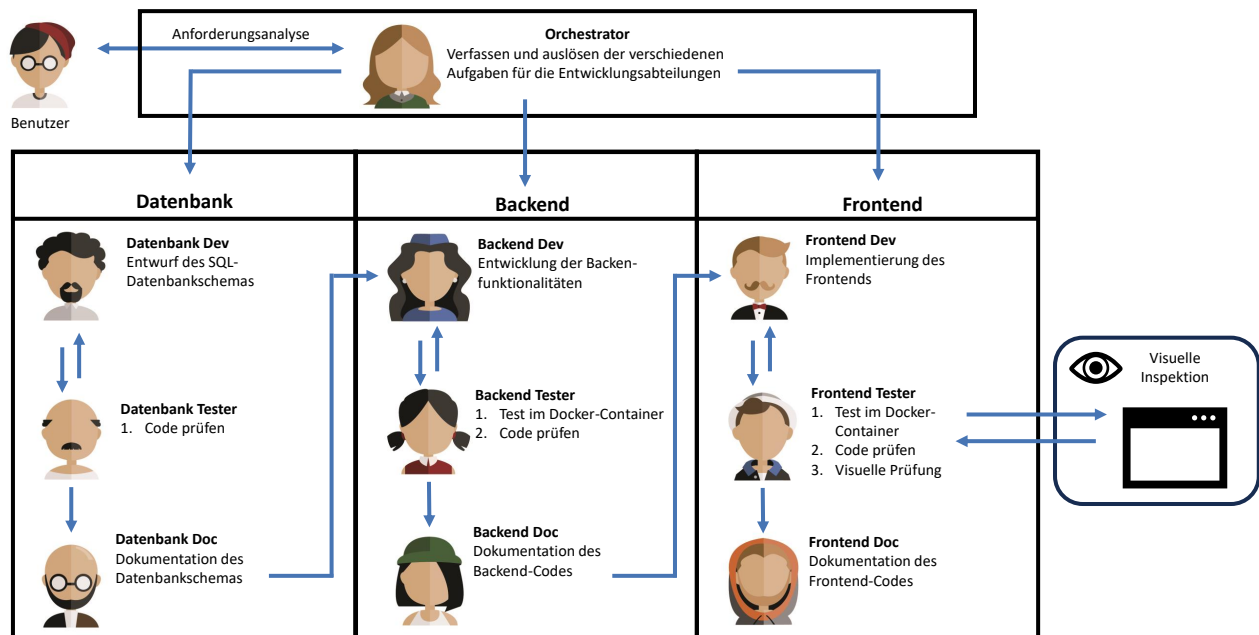 Anforderungsanalyse
Orchestrator
Verfassen und auslösen der verschiedenen
Aufgaben für die Entwicklungsabteilungen
Benutzer
Datenbank
Backend
Frontend
Datenbank Dev
Entwurf des SQL-
Datenbankschemas
Datenbank Tester
1. Code prüfen
Datenbank Doc
Dokumentation des
Datenbankschemas
Backend Dev
Entwicklung der Backen-
funktionalitäten
Backend Tester
1. Test im Docker-Container
2. Code prüfen
Backend Doc
Dokumentation des
Backend-Codes
Frontend Dev
Implementierung des
Frontends
Frontend Tester
1. Test im Docker-
Container
2. Code prüfen
3. Visuelle Prüfung
Frontend Doc
Dokumentation des
Frontend-Codes
Visuelle
Inspektion